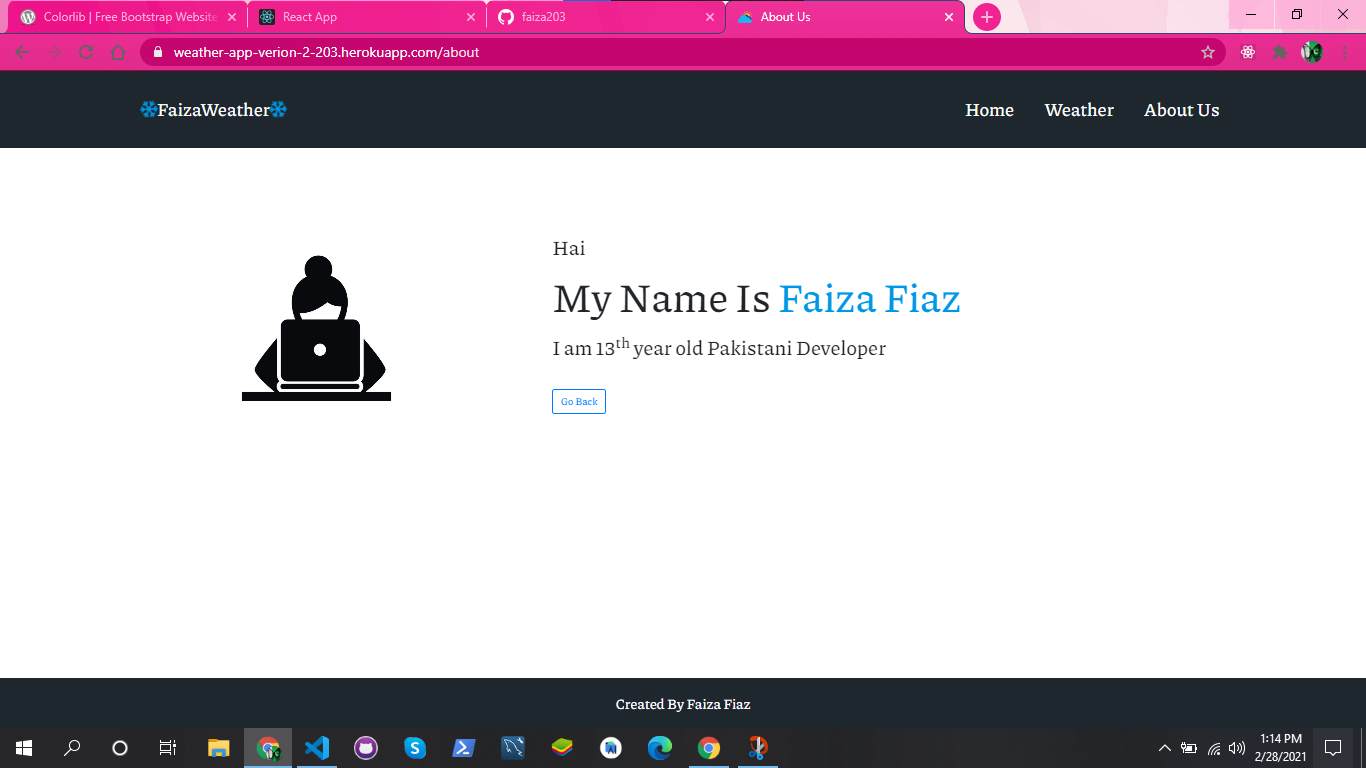 Colorlib | Free Bootstrap Website
React App
faiza203
About Us
weather-app-verion-2-203.herokuapp.com/about
❄FaizaWeather❄
Home
Weather
About Us
Hai
My Name Is Faiza Fiaz
I am 13th year old Pakistani Developer
Go Back
Created By Faiza Fiaz
1:14 PM
2/28/2021